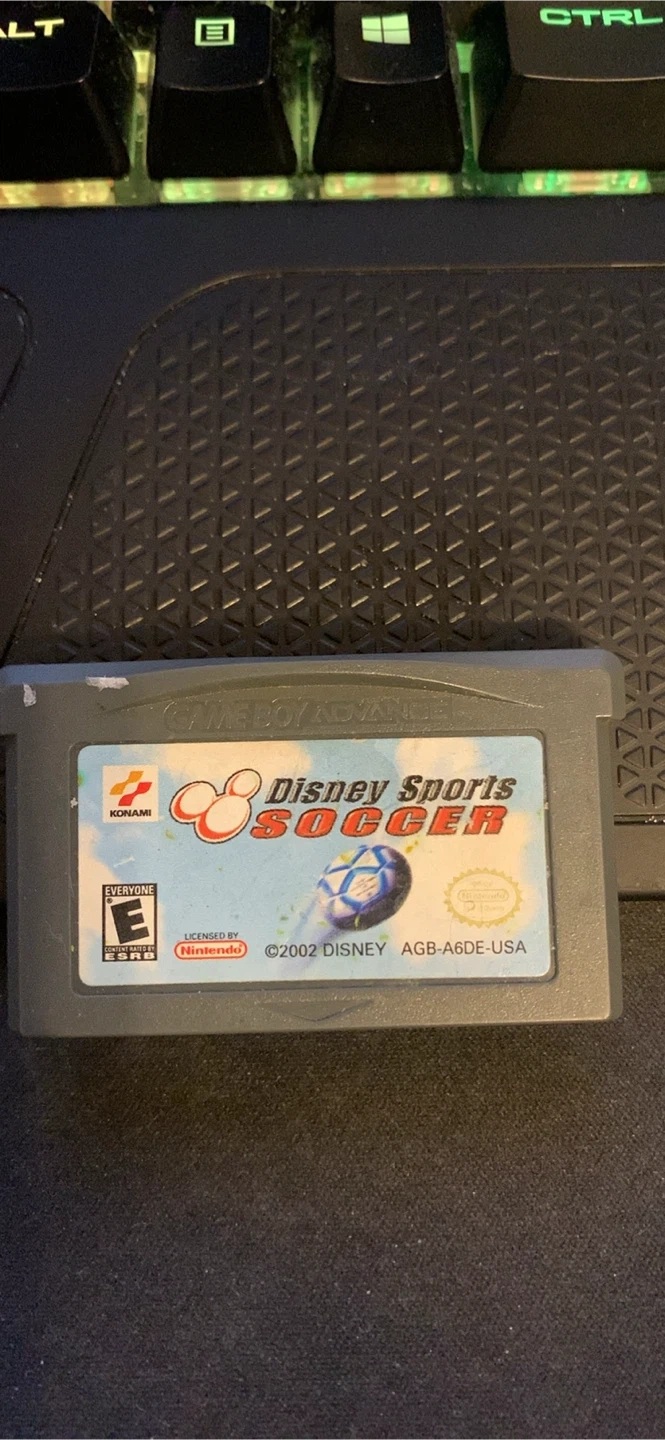 ALT
CTRL
GAME BOY ADVANCE
KONAMI
Disney Sports
SOCCER
EVERYONE
E
CONTENT RATED BY
ESRB
LICENSED BY
Nintendo
©2002 DISNEY AGB-A6DE-USA
Nintendo